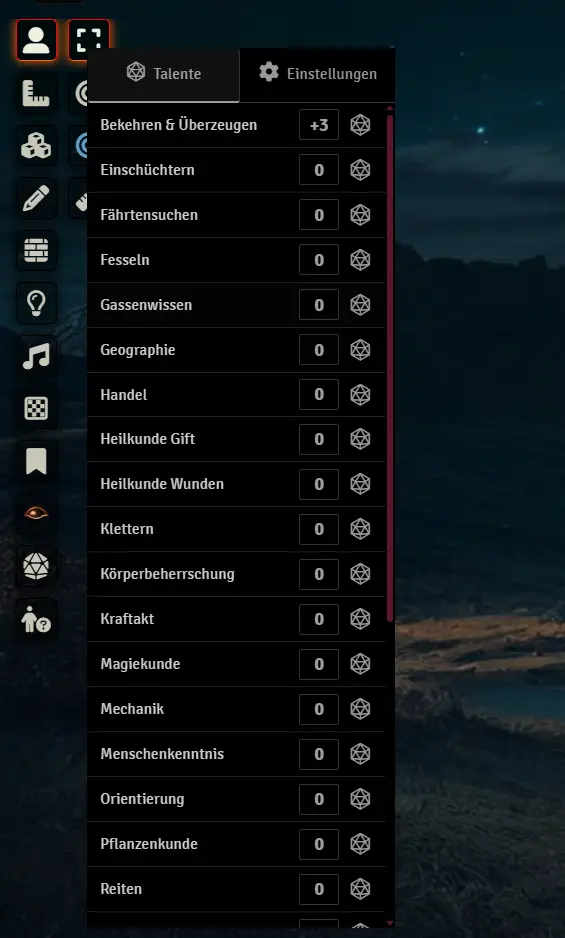 Talente
Einstellungen
Bekehren & Überzeugen +3
Einschüchtern 0
Fährtensuchen 0
Fesseln 0
Gassenwissen 0
Geographie 0
Handel 0
Heilkunde Gift 0
Heilkunde Wunden 0
Klettern 0
Körperbeherrschung 0
Kraftakt 0
Magiekunde 0
Mechanik 0
Menschenkenntnis 0
Orientierung 0
Pflanzenkunde 0
Reiten 0